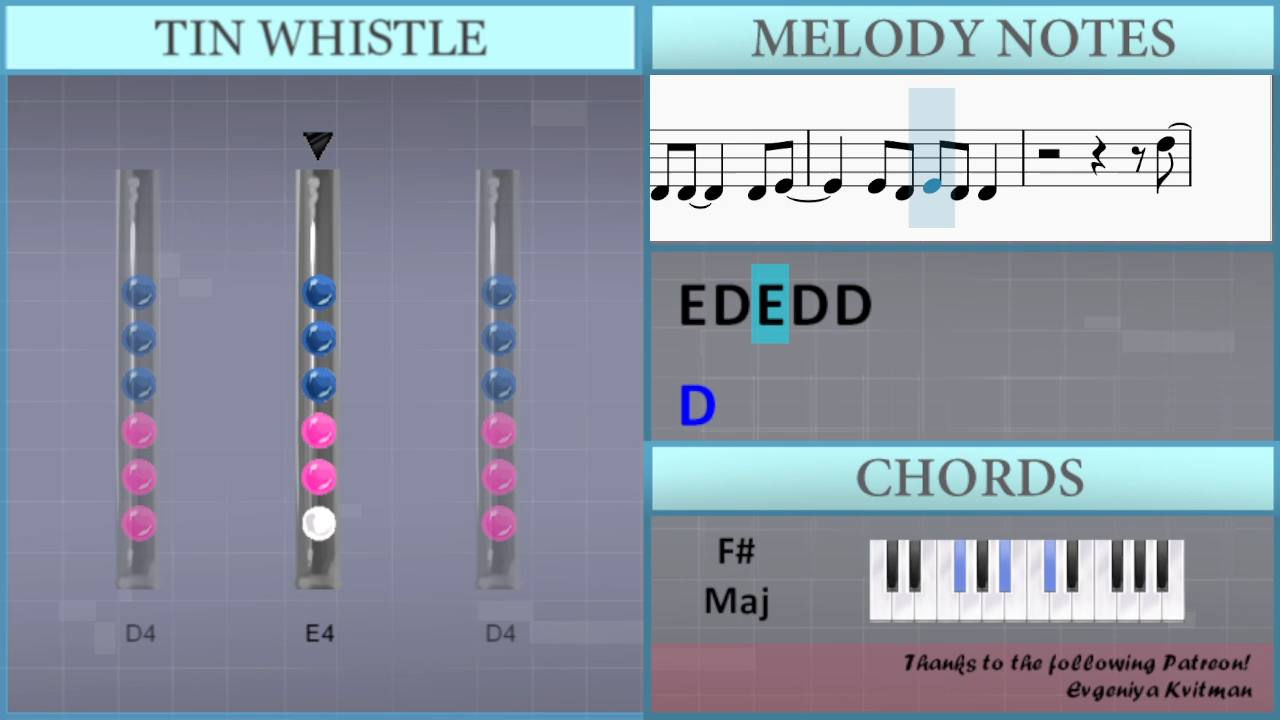 TIN WHISTLE
D4 E4 D4
MELODY NOTES
EDEDD
D
CHORDS
F#
Maj
Thanks to the following Patreon!
Evgeniya Kvitman